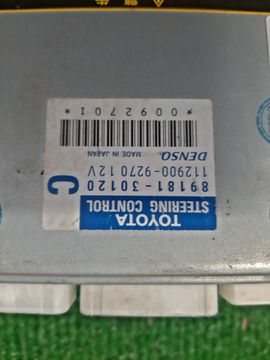 TOYOTA
STEERING CONTROL
89181-30120
C
112900-9270 12V
DENSO MADE IN JAPAN
*0092701*